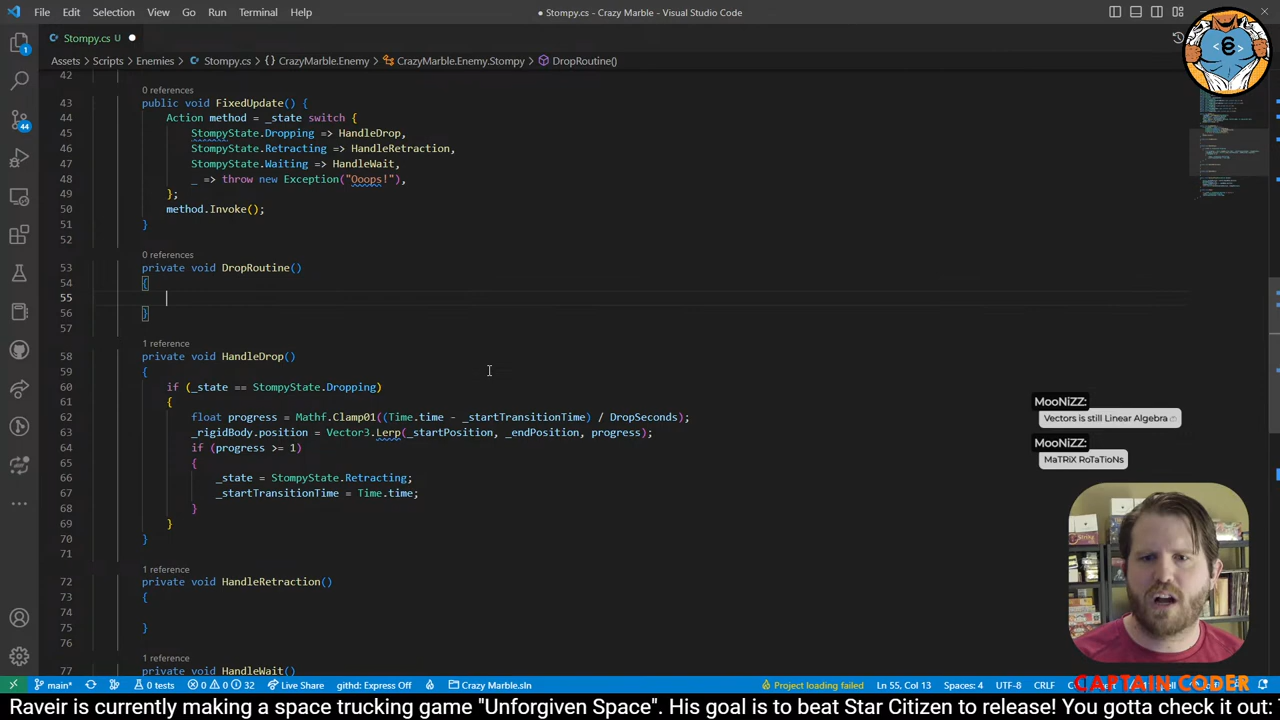 File Edit Selection View Go Run Terminal Help
● Stompy.cs - Crazy Marble - Visual Studio Code
Stompy.cs U ●
Assets > Scripts > Enemies > Stompy.cs > {} CrazyMarble.Enemy > CrazyMarble.Enemy.Stompy > DropRoutine()
42
0 references
43 public void FixedUpdate() {
44 Action method = _state switch {
45 StompyState.Dropping => HandleDrop,
46 StompyState.Retracting => HandleRetraction,
47 StompyState.Waiting => HandleWait,
48 _ => throw new Exception("Ooops!"),
49 };
50 method.Invoke();
51 }
52
0 references
53 private void DropRoutine()
54 {
55
56 }
57
1 reference
58 private void HandleDrop()
59 {
60 if (_state == StompyState.Dropping)
61 {
62 float progress = Mathf.Clamp01((Time.time - _startTransitionTime) / DropSeconds);
63 _rigidBody.position = Vector3.Lerp(_startPosition, _endPosition, progress);
64 if (progress >= 1)
65 {
66 _state = StompyState.Retracting;
67 _startTransitionTime = Time.time;
68 }
69 }
70 }
71
1 reference
72 private void HandleRetraction()
73 {
74
75 }
76
1 reference
77 private void HandleWait()
1
44
MooNiZZ:
Vectors is still Linear Algebra
MooNiZZ:
MaTRiX RoTaTioNs
main* 0 tests 0 0 32 Live Share githd: Express Off Crazy Marble.sln
Project loading failed Ln 55, Col 13 Spaces: 4 UTF-8 CRLF
CAPTAIN CODER
Raveir is currently making a space trucking game "Unforgiven Space". His goal is to beat Star Citizen to release! You gotta check it out: